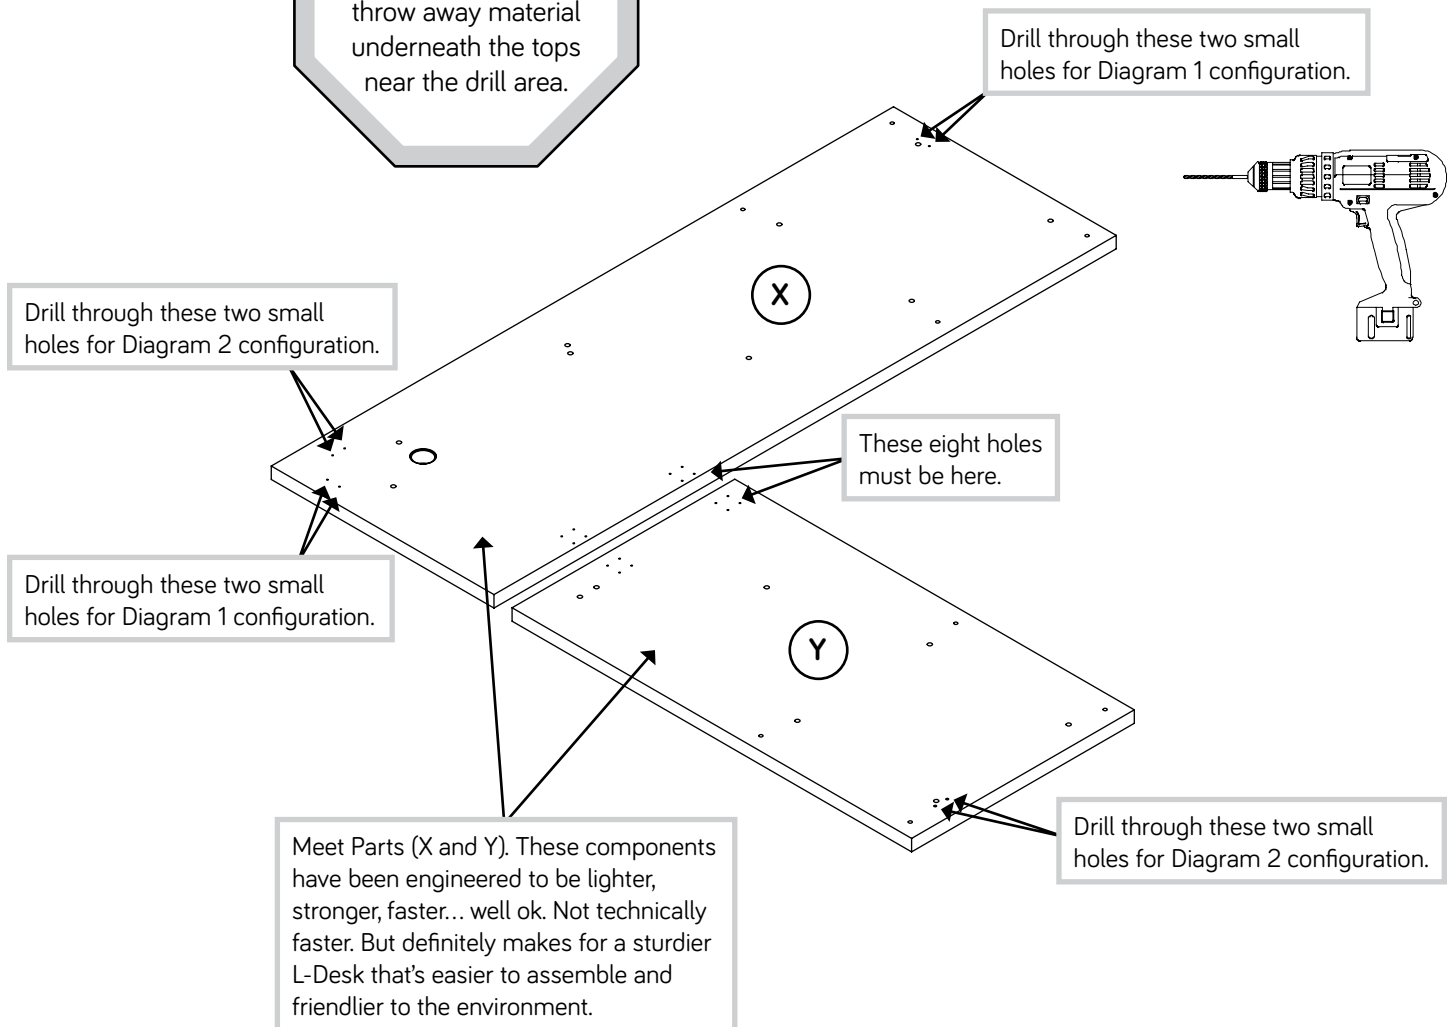 throw away material
underneath the tops
near the drill area.
Drill through these two small
holes for Diagram 1 configuration.
X
Drill through these two small
holes for Diagram 2 configuration.
These eight holes
must be here.
Drill through these two small
holes for Diagram 1 configuration.
Y
Drill through these two small
holes for Diagram 2 configuration.
Meet Parts (X and Y). These components
have been engineered to be lighter,
stronger, faster... well ok. Not technically
faster. But definitely makes for a sturdier
L-Desk that's easier to assemble and
friendlier to the environment.